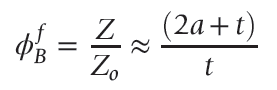 ϕ_B^f = Z/Z_o ≈ (2a + t)/t